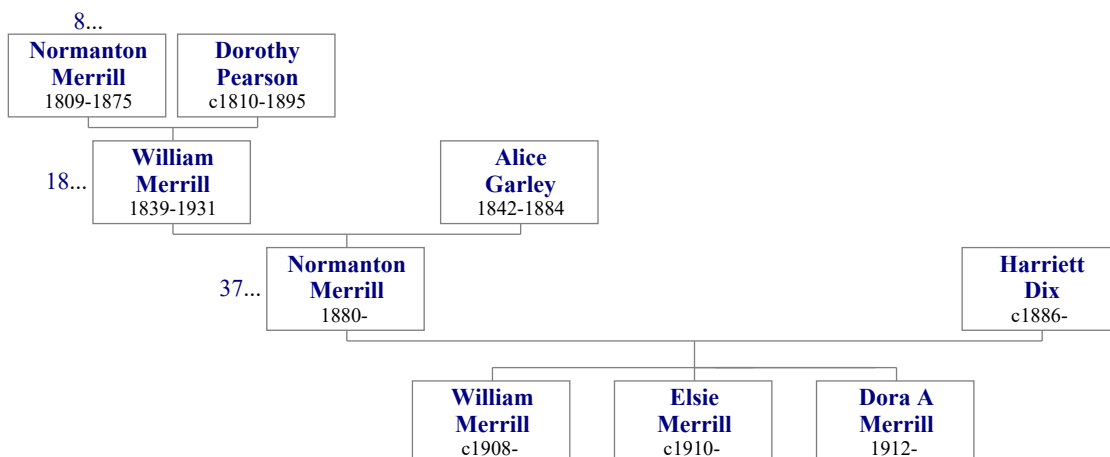 8...
Normanton
Merrill
1809-1875
Dorothy
Pearson
c1810-1895
18...
William
Merrill
1839-1931
Alice
Garley
1842-1884
37...
Normanton
Merrill
1880-
Harriett
Dix
c1886-
William
Merrill
c1908-
Elsie
Merrill
c1910-
Dora A
Merrill
1912-